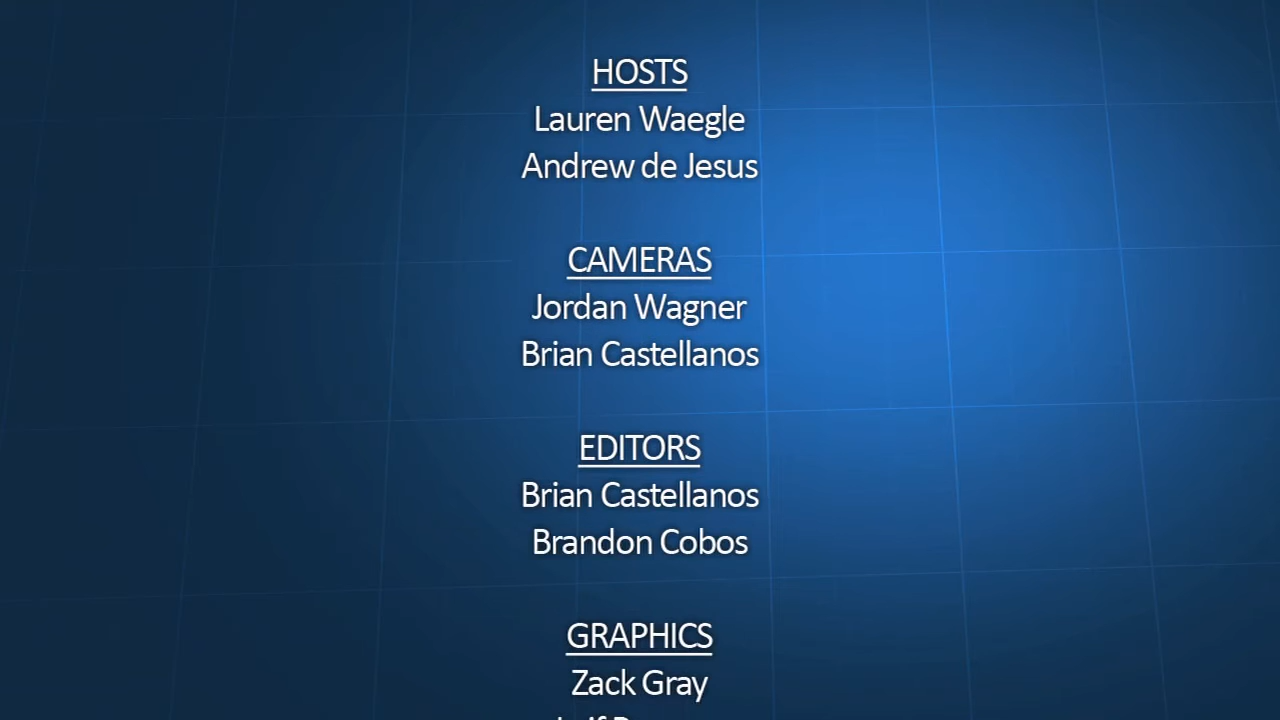 HOSTS
Lauren Waegle
Andrew de Jesus
CAMERAS
Jordan Wagner
Brian Castellanos
EDITORS
Brian Castellanos
Brandon Cobos
GRAPHICS
Zack Gray